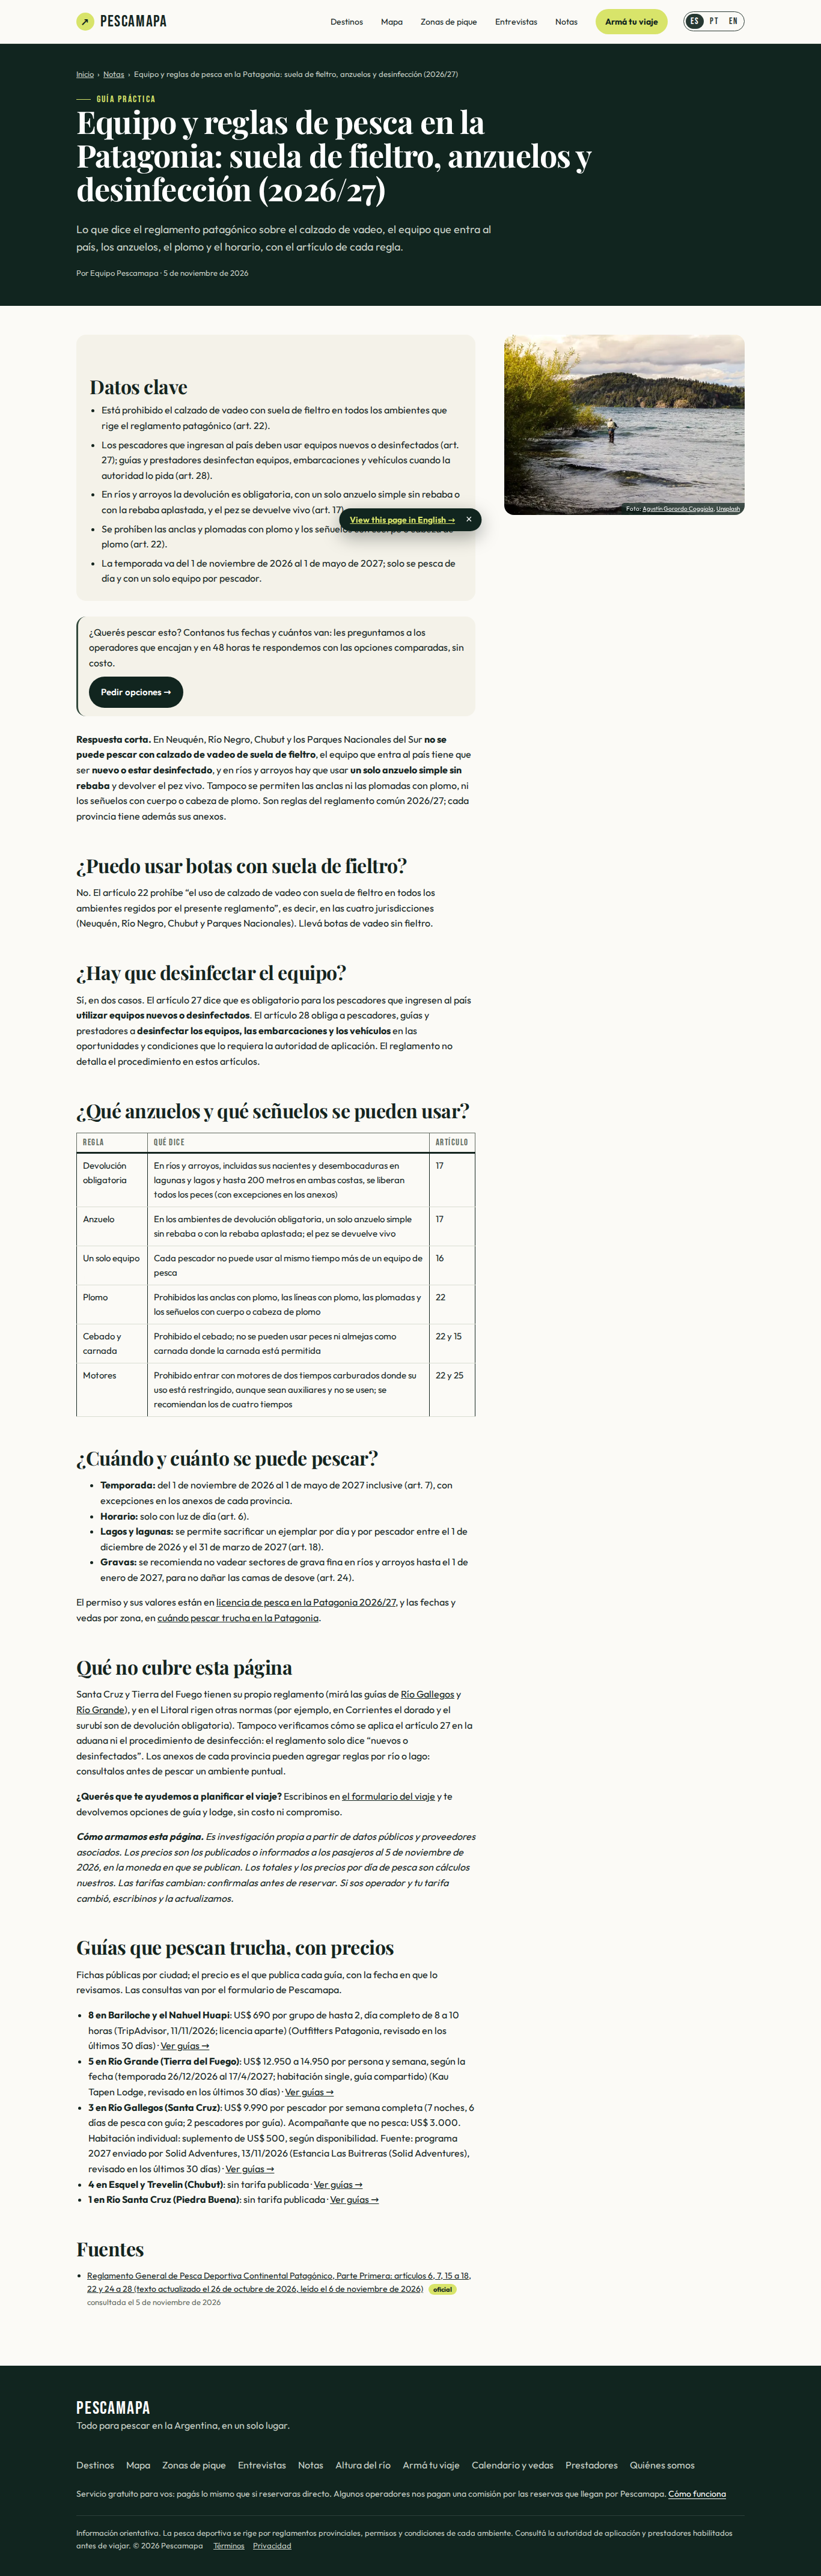 ↗ PESCAMAPA
Destinos Mapa Zonas de pique Entrevistas Notas Armá tu viaje ES PT EN
Inicio › Notas › Equipo y reglas de pesca en la Patagonia: suela de fieltro, anzuelos y desinfección (2026/27)
GUÍA PRÁCTICA
Equipo y reglas de pesca en la
Patagonia: suela de fieltro, anzuelos y
desinfección (2026/27)
Lo que dice el reglamento patagónico sobre el calzado de vadeo, el equipo que entra al
país, los anzuelos, el plomo y el horario, con el artículo de cada regla.
Por Equipo Pescamapa · 5 de noviembre de 2026
Datos clave
• Está prohibido el calzado de vadeo con suela de fieltro en todos los ambientes que
rige el reglamento patagónico (art. 22).
• Los pescadores que ingresan al país deben usar equipos nuevos o desinfectados (art.
27); guías y prestadores desinfectan equipos, embarcaciones y vehículos cuando la
autoridad lo pida (art. 28).
• En ríos y arroyos la devolución es obligatoria, con un solo anzuelo simple sin rebaba o
con la rebaba aplastada, y el pez se devuelve vivo (art. 17)
View this page in English → ✕
• Se prohíben las anclas y plomadas con plomo y los señuelos
plomo (art. 22).
• La temporada va del 1 de noviembre de 2026 al 1 de mayo de 2027; solo se pesca de
día y con un solo equipo por pescador.
Foto: Agustín Gorordo Coggiola, Unsplash
¿Querés pescar esto? Contanos tus fechas y cuántos van: les preguntamos a los
operadores que encajan y en 48 horas te respondemos con las opciones comparadas, sin
costo.
Pedir opciones →
Respuesta corta. En Neuquén, Río Negro, Chubut y los Parques Nacionales del Sur no se
puede pescar con calzado de vadeo de suela de fieltro, el equipo que entra al país tiene que
ser nuevo o estar desinfectado, y en ríos y arroyos hay que usar un solo anzuelo simple sin
rebaba y devolver el pez vivo. Tampoco se permiten las anclas ni las plomadas con plomo, ni
los señuelos con cuerpo o cabeza de plomo. Son reglas del reglamento común 2026/27; cada
provincia tiene además sus anexos.
¿Puedo usar botas con suela de fieltro?
No. El artículo 22 prohíbe “el uso de calzado de vadeo con suela de fieltro en todos los
ambientes regidos por el presente reglamento”, es decir, en las cuatro jurisdicciones
(Neuquén, Río Negro, Chubut y Parques Nacionales). Llevá botas de vadeo sin fieltro.
¿Hay que desinfectar el equipo?
Sí, en dos casos. El artículo 27 dice que es obligatorio para los pescadores que ingresen al país
utilizar equipos nuevos o desinfectados. El artículo 28 obliga a pescadores, guías y
prestadores a desinfectar los equipos, las embarcaciones y los vehículos en las
oportunidades y condiciones que lo requiera la autoridad de aplicación. El reglamento no
detalla el procedimiento en estos artículos.
¿Qué anzuelos y qué señuelos se pueden usar?
REGLA QUÉ DICE ARTÍCULO
Devolución obligatoria En ríos y arroyos, incluidas sus nacientes y desembocaduras en
lagunas y lagos y hasta 200 metros en ambas costas, se liberan
todos los peces (con excepciones en los anexos) 17
Anzuelo En los ambientes de devolución obligatoria, un solo anzuelo simple
sin rebaba o con la rebaba aplastada; el pez se devuelve vivo 17
Un solo equipo Cada pescador no puede usar al mismo tiempo más de un equipo de
pesca 16
Plomo Prohibidos las anclas con plomo, las líneas con plomo, las plomadas y
los señuelos con cuerpo o cabeza de plomo 22
Cebado y carnada Prohibido el cebado; no se pueden usar peces ni almejas como
carnada donde la carnada está permitida 22 y 15
Motores Prohibido entrar con motores de dos tiempos carburados donde su
uso está restringido, aunque sean auxiliares y no se usen; se
recomiendan los de cuatro tiempos 22 y 25
¿Cuándo y cuánto se puede pescar?
• Temporada: del 1 de noviembre de 2026 al 1 de mayo de 2027 inclusive (art. 7), con
excepciones en los anexos de cada provincia.
• Horario: solo con luz de día (art. 6).
• Lagos y lagunas: se permite sacrificar un ejemplar por día y por pescador entre el 1 de
diciembre de 2026 y el 31 de marzo de 2027 (art. 18).
• Gravas: se recomienda no vadear sectores de grava fina en ríos y arroyos hasta el 1 de
enero de 2027, para no dañar las camas de desove (art. 24).
El permiso y sus valores están en licencia de pesca en la Patagonia 2026/27, y las fechas y
vedas por zona, en cuándo pescar trucha en la Patagonia.
Qué no cubre esta página
Santa Cruz y Tierra del Fuego tienen su propio reglamento (mirá las guías de Río Gallegos y
Río Grande), y en el Litoral rigen otras normas (por ejemplo, en Corrientes el dorado y el
surubí son de devolución obligatoria). Tampoco verificamos cómo se aplica el artículo 27 en la
aduana ni el procedimiento de desinfección: el reglamento solo dice “nuevos o
desinfectados”. Los anexos de cada provincia pueden agregar reglas por río o lago:
consultalos antes de pescar un ambiente puntual.
¿Querés que te ayudemos a planificar el viaje? Escribinos en el formulario del viaje y te
devolvemos opciones de guía y lodge, sin costo ni compromiso.
Cómo armamos esta página. Es investigación propia a partir de datos públicos y proveedores
asociados. Los precios son los publicados o informados a los pasajeros al 5 de noviembre de
2026, en la moneda en que se publican. Los totales y los precios por día de pesca son cálculos
nuestros. Las tarifas cambian: confirmalas antes de reservar. Si sos operador y tu tarifa
cambió, escribinos y la actualizamos.
Guías que pescan trucha, con precios
Fichas públicas por ciudad; el precio es el que publica cada guía, con la fecha en que lo
revisamos. Las consultas van por el formulario de Pescamapa.
• 8 en Bariloche y el Nahuel Huapi: US$ 690 por grupo de hasta 2, día completo de 8 a 10
horas (TripAdvisor, 11/11/2026; licencia aparte) (Outfitters Patagonia, revisado en los
últimos 30 días) · Ver guías →
• 5 en Río Grande (Tierra del Fuego): US$ 12.950 a 14.950 por persona y semana, según la
fecha (temporada 26/12/2026 al 17/4/2027; habitación single, guía compartido) (Kau
Tapen Lodge, revisado en los últimos 30 días) · Ver guías →
• 3 en Río Gallegos (Santa Cruz): US$ 9.990 por pescador por semana completa (7 noches, 6
días de pesca con guía; 2 pescadores por guía). Acompañante que no pesca: US$ 3.000.
Habitación individual: suplemento de US$ 500, según disponibilidad. Fuente: programa
2027 enviado por Solid Adventures, 13/11/2026 (Estancia Las Buitreras (Solid Adventures),
revisado en los últimos 30 días) · Ver guías →
• 4 en Esquel y Trevelin (Chubut): sin tarifa publicada · Ver guías →
• 1 en Río Santa Cruz (Piedra Buena): sin tarifa publicada · Ver guías →
Fuentes
• Reglamento General de Pesca Deportiva Continental Patagónico, Parte Primera: artículos 6, 7, 15 a 18,
22 y 24 a 28 (texto actualizado el 26 de octubre de 2026, leído el 6 de noviembre de 2026) oficial
consultada el 5 de noviembre de 2026
PESCAMAPA
Todo para pescar en la Argentina, en un solo lugar.
Destinos Mapa Zonas de pique Entrevistas Notas Altura del río Armá tu viaje Calendario y vedas Prestadores Quiénes somos
Servicio gratuito para vos: pagás lo mismo que si reservaras directo. Algunos operadores nos pagan una comisión por las reservas que llegan por Pescamapa. Cómo funciona
Información orientativa. La pesca deportiva se rige por reglamentos provinciales, permisos y condiciones de cada ambiente. Consultá la autoridad de aplicación y prestadores habilitados
antes de viajar. © 2026 Pescamapa Términos Privacidad